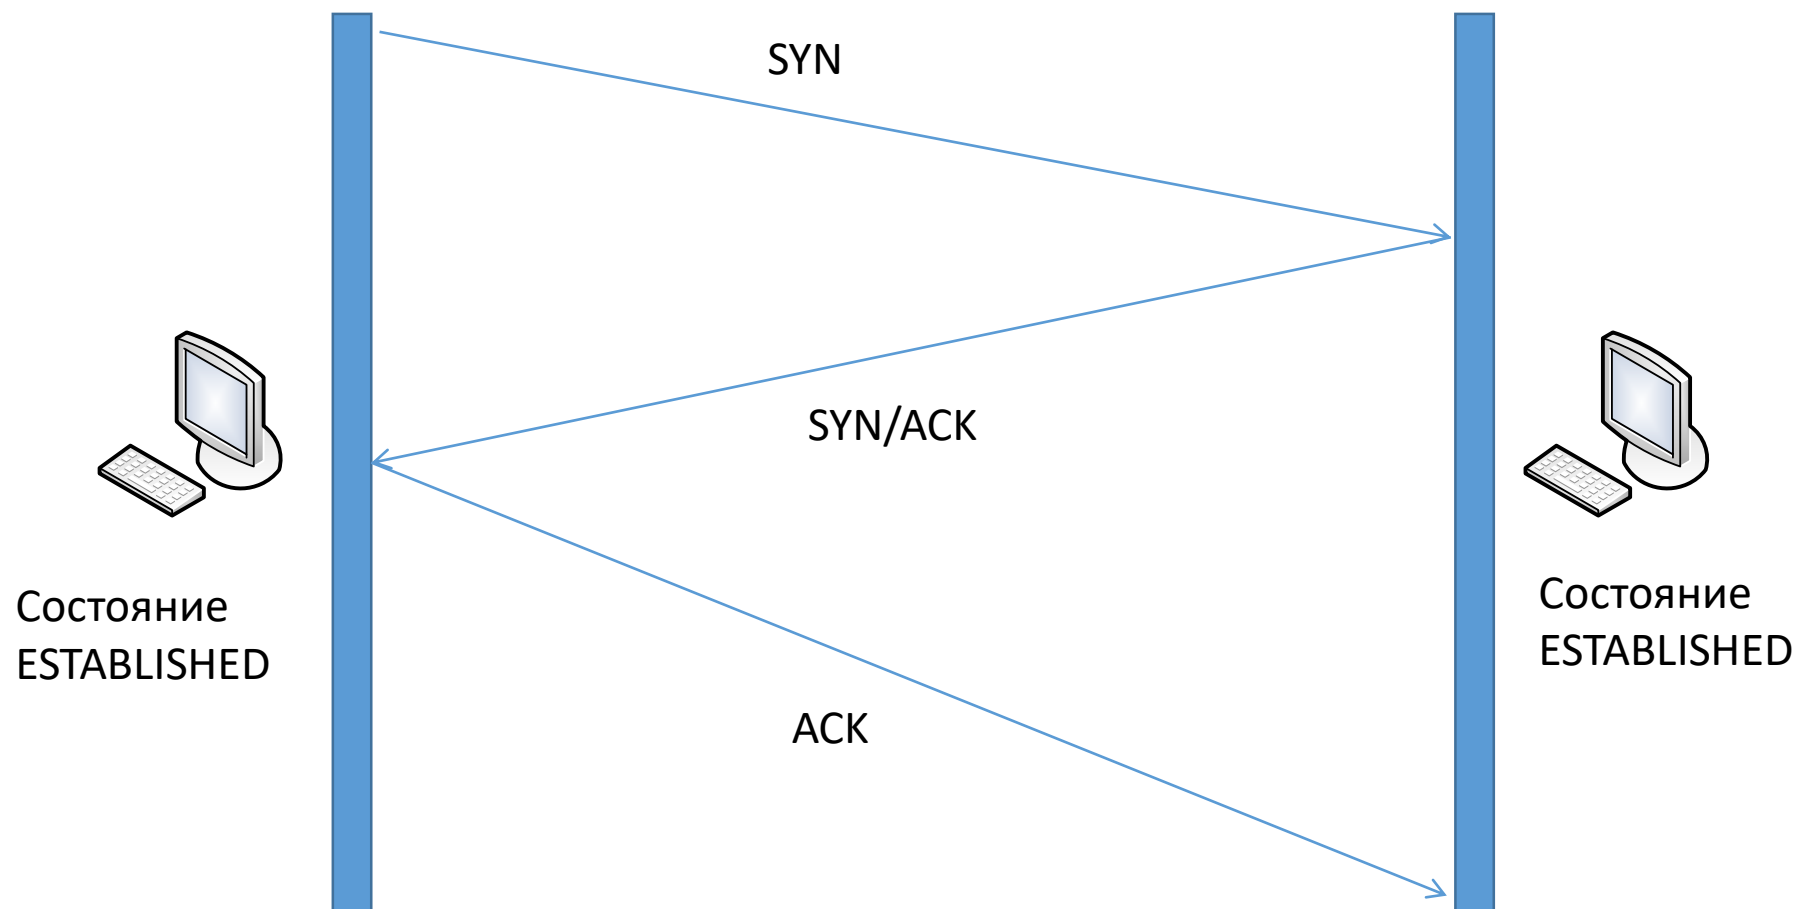 SYN
SYN/ACK
Состояние
ESTABLISHED
Состояние
ESTABLISHED
ACK